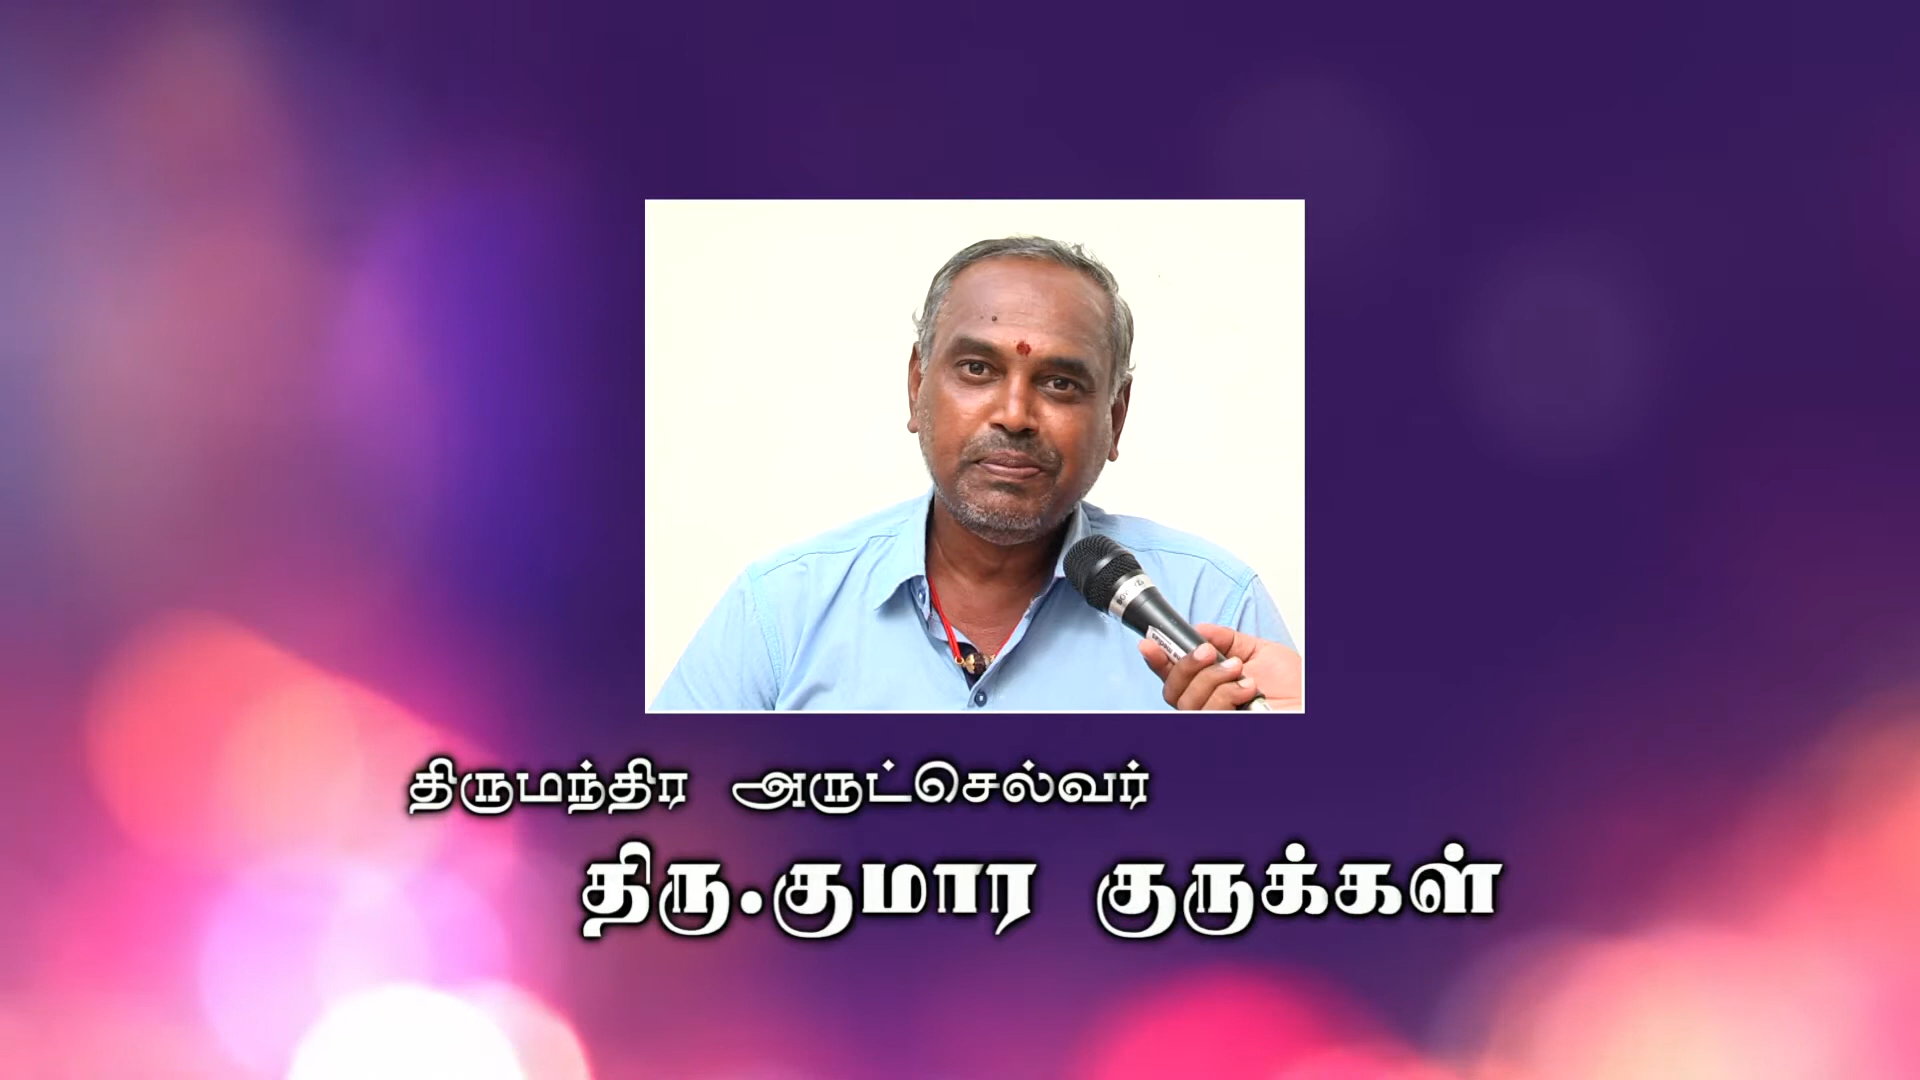 திருமந்திர அருட்செல்வர்
திரு.குமார குருக்கள்